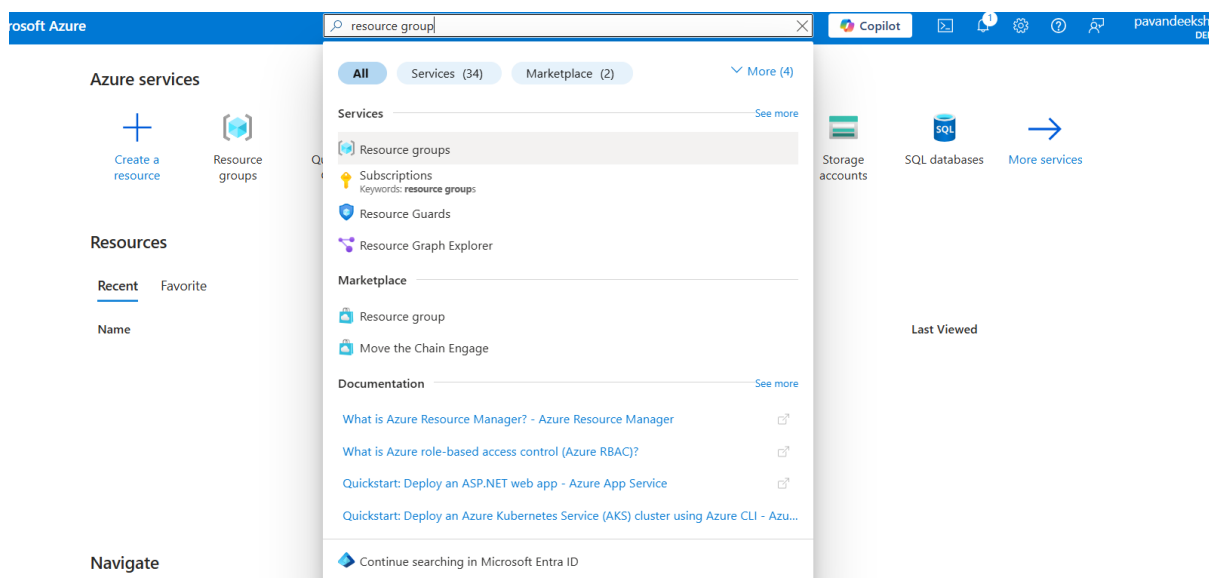 rosoft Azure
resource group
Copilot
1
pavandeeksh
DE
Azure services
Create a
resource
Resource
groups
Storage
accounts
SQL
SQL databases
More services
All
Services (34)
Marketplace (2)
More (4)
Services
See more
Resource groups
Subscriptions
Keywords: resource groups
Resource Guards
Resource Graph Explorer
Marketplace
Resource group
Move the Chain Engage
Documentation
See more
What is Azure Resource Manager? - Azure Resource Manager
What is Azure role-based access control (Azure RBAC)?
Quickstart: Deploy an ASP.NET web app - Azure App Service
Quickstart: Deploy an Azure Kubernetes Service (AKS) cluster using Azure CLI - Azu...
Continue searching in Microsoft Entra ID
Resources
Recent
Favorite
Name
Last Viewed
Navigate